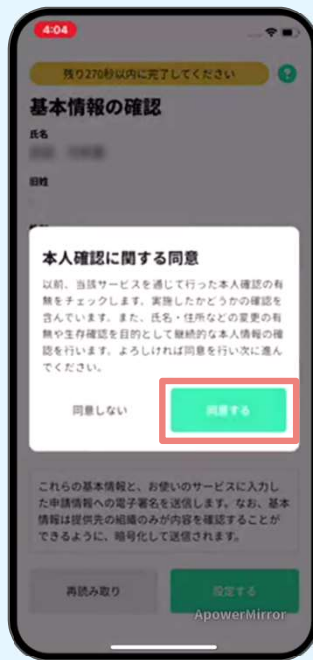 4:04
残り270秒以内に完了してください
?
基本情報の確認
氏名
旧姓
本人確認に関する同意
以前、当該サービスを通じて行った本人確認の有
無をチェックします。実施したかどうかの確認を
含んでいます。また、氏名・住所などの変更の有
無や生存確認を目的として継続的な本人情報の確
認を行います。よろしければ同意を行い次に進ん
でください。
同意しない
同意する
これらの基本情報と、お使いのサービスに入力し
た申請情報への電子署名を送信します。なお、基本
情報は提供先の組織のみが内容を確認することが
できるように、暗号化して送信されます。
再読み取り
設定する
ApowerMirror